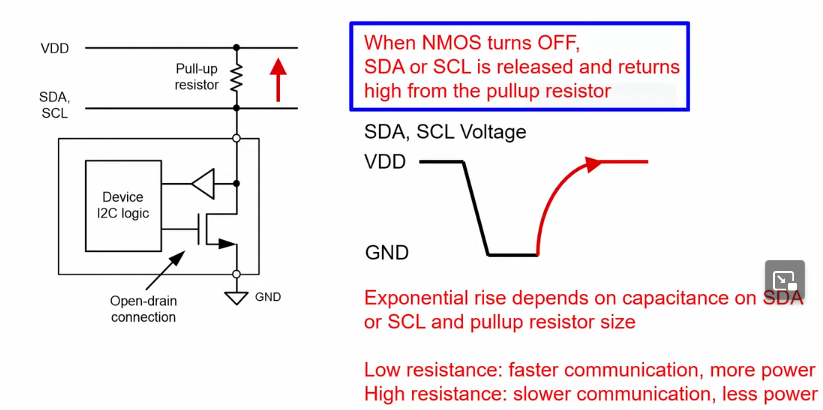 VDD
Pull-up
resistor
SDA,
SCL
Device
I2C logic
Open-drain
connection
GND
When NMOS turns OFF,
SDA or SCL is released and returns
high from the pullup resistor
SDA, SCL Voltage
VDD
GND
Exponential rise depends on capacitance on SDA
or SCL and pullup resistor size
Low resistance: faster communication, more power
High resistance: slower communication, less power